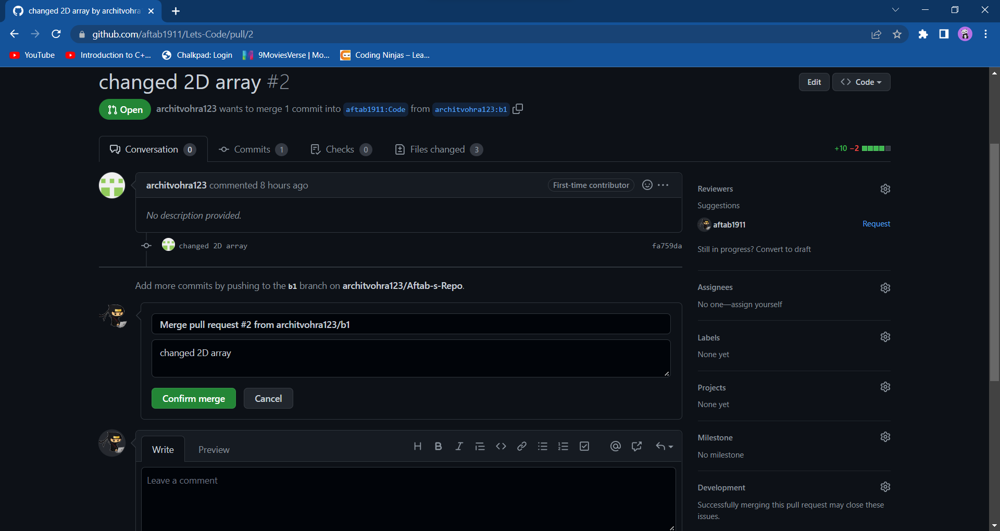 changed 2D array by architvohra
github.com/aftab1911/Lets-Code/pull/2
YouTube Introduction to C+... Chalkpad: Login 9MoviesVerse | Mo... Coding Ninjas – Lea...
changed 2D array #2
Edit <> Code
Open architvohra123 wants to merge 1 commit into aftab1911:Code from architvohra123:b1
Conversation 0 Commits 1 Checks 0 Files changed 3 +10 −2
architvohra123 commented 8 hours ago First-time contributor ...
No description provided.
changed 2D array fa759da
Add more commits by pushing to the b1 branch on architvohra123/Aftab-s-Repo.
Merge pull request #2 from architvohra123/b1
changed 2D array
Confirm merge Cancel
Write Preview H B I <> @
Leave a comment
Reviewers
Suggestions
aftab1911 Request
Still in progress? Convert to draft
Assignees
No one—assign yourself
Labels
None yet
Projects
None yet
Milestone
No milestone
Development
Successfully merging this pull request may close these
issues.